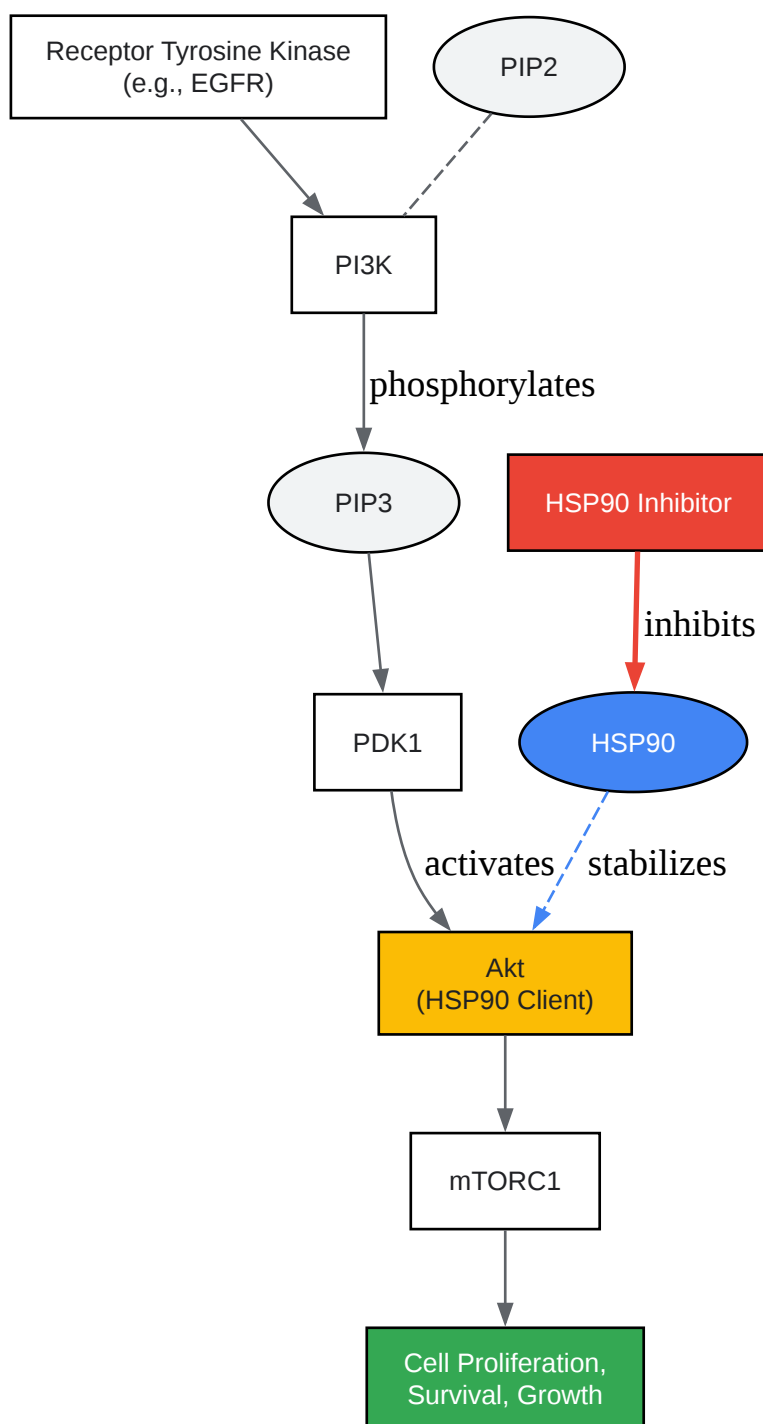 Receptor Tyrosine Kinase
(e.g., EGFR)
PIP2
PI3K
phosphorylates
PIP3
HSP90 Inhibitor
inhibits
PDK1
HSP90
activates
stabilizes
Akt
(HSP90 Client)
mTORC1
Cell Proliferation,
Survival, Growth